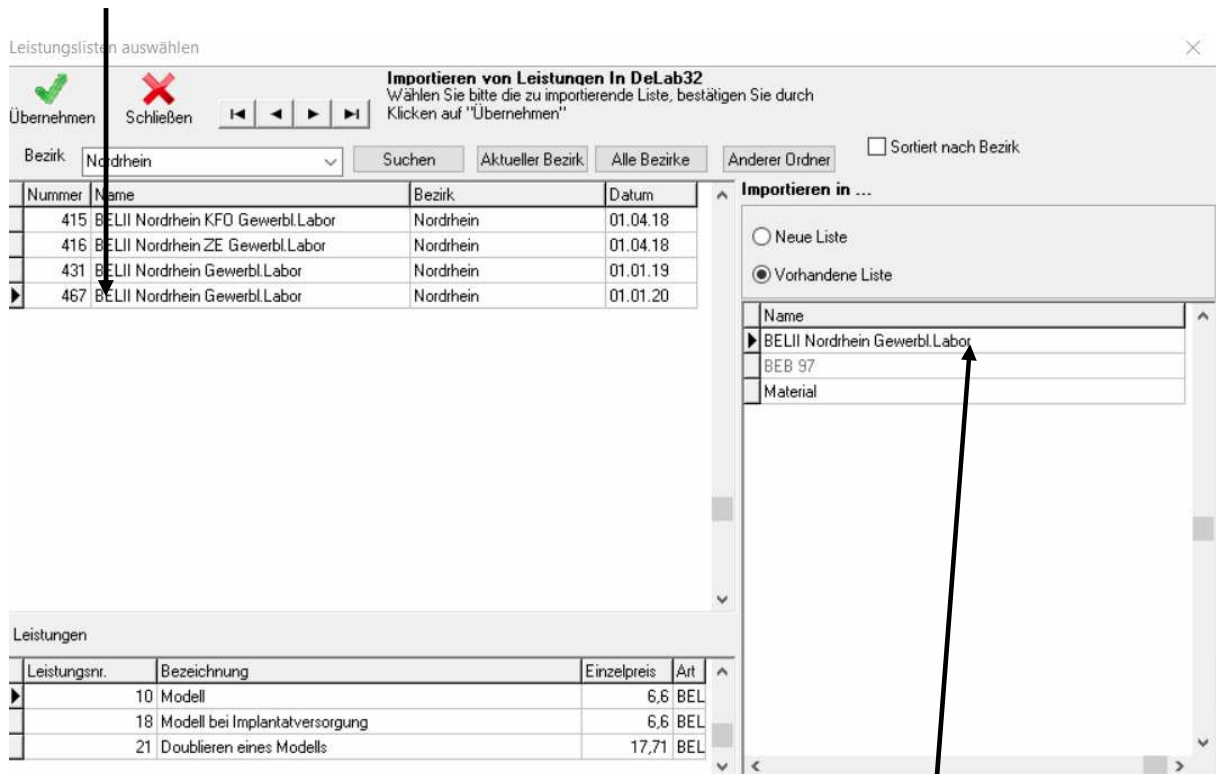 Leistungslisten auswählen
Importieren von Leistungen In DeLab32
Wählen Sie bitte die zu importierende Liste, bestätigen Sie durch
Klicken auf "Übernehmen"
Übernehmen Schließen
Bezirk Nordrhein Suchen Aktueller Bezirk Alle Bezirke Anderer Ordner Sortiert nach Bezirk
Nummer Name Bezirk Datum
415 BELII Nordrhein KFO Gewerbl.Labor Nordrhein 01.04.18
416 BELII Nordrhein ZE Gewerbl.Labor Nordrhein 01.04.18
431 BELII Nordrhein Gewerbl.Labor Nordrhein 01.01.19
467 BELII Nordrhein Gewerbl.Labor Nordrhein 01.01.20
Importieren in ...
Neue Liste
Vorhandene Liste
Name
BELII Nordrhein Gewerbl.Labor
BEB 97
Material
Leistungen
Leistungsnr. Bezeichnung Einzelpreis Art
10 Modell 6,6 BEL
18 Modell bei Implantatversorgung 6,6 BEL
21 Doublieren eines Modells 17,71 BEL